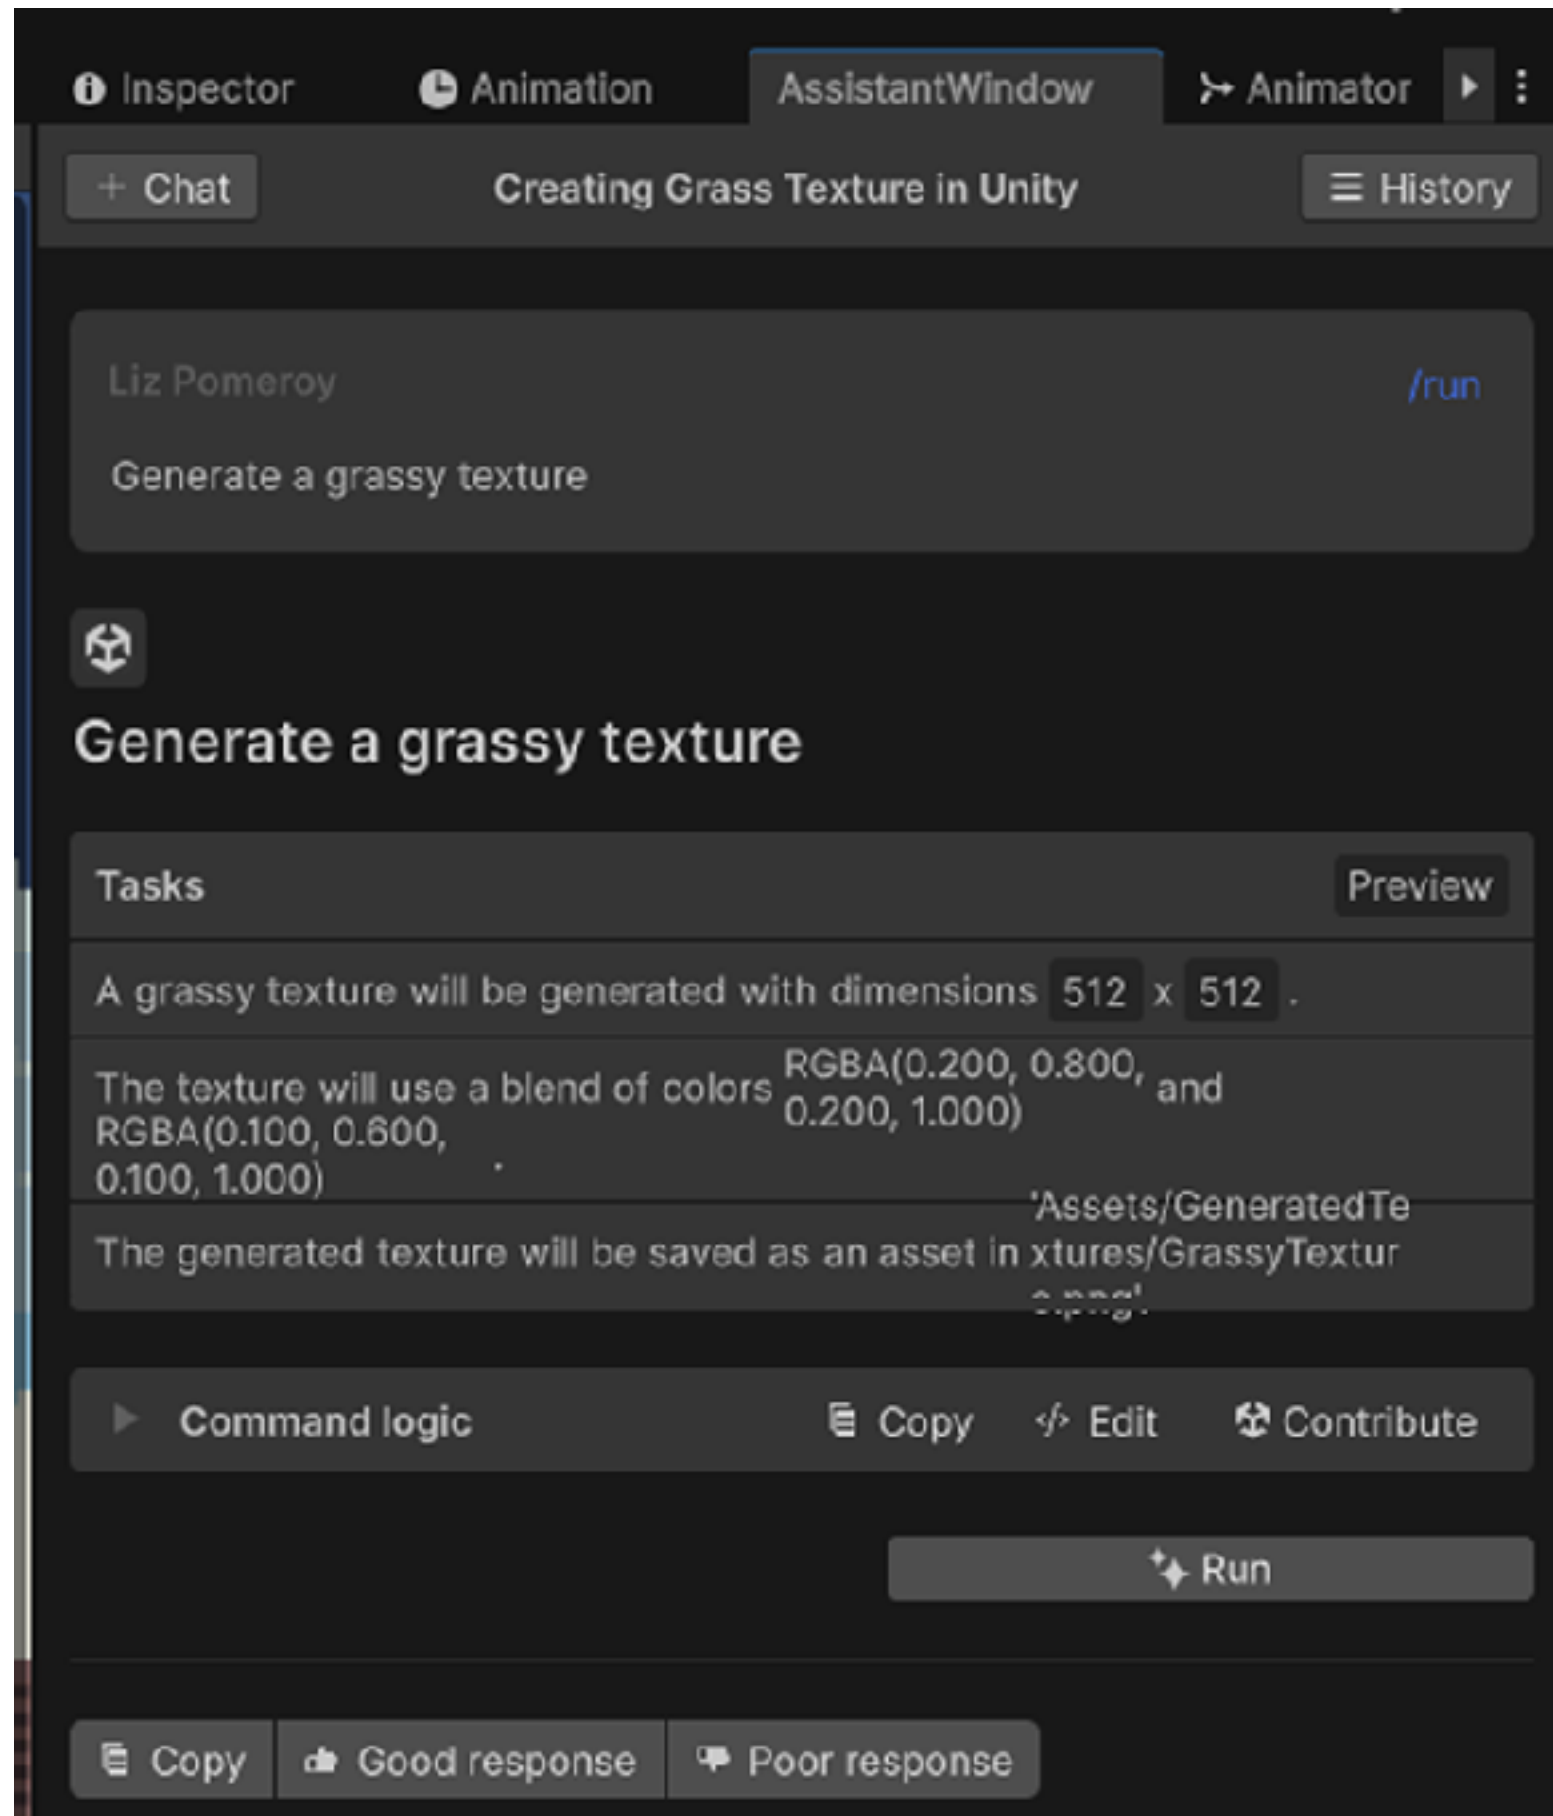 Inspector Animation AssistantWindow Animator
+ Chat Creating Grass Texture in Unity History
Liz Pomeroy /run
Generate a grassy texture
Generate a grassy texture
Tasks Preview
A grassy texture will be generated with dimensions 512 x 512 .
The texture will use a blend of colors RGBA(0.200, 0.800, 0.200, 1.000) and
RGBA(0.100, 0.600,
0.100, 1.000) .
The generated texture will be saved as an asset in 'Assets/GeneratedTe
xtures/GrassyTextur
e.png'.
Command logic Copy Edit Contribute
Run
Copy Good response Poor response